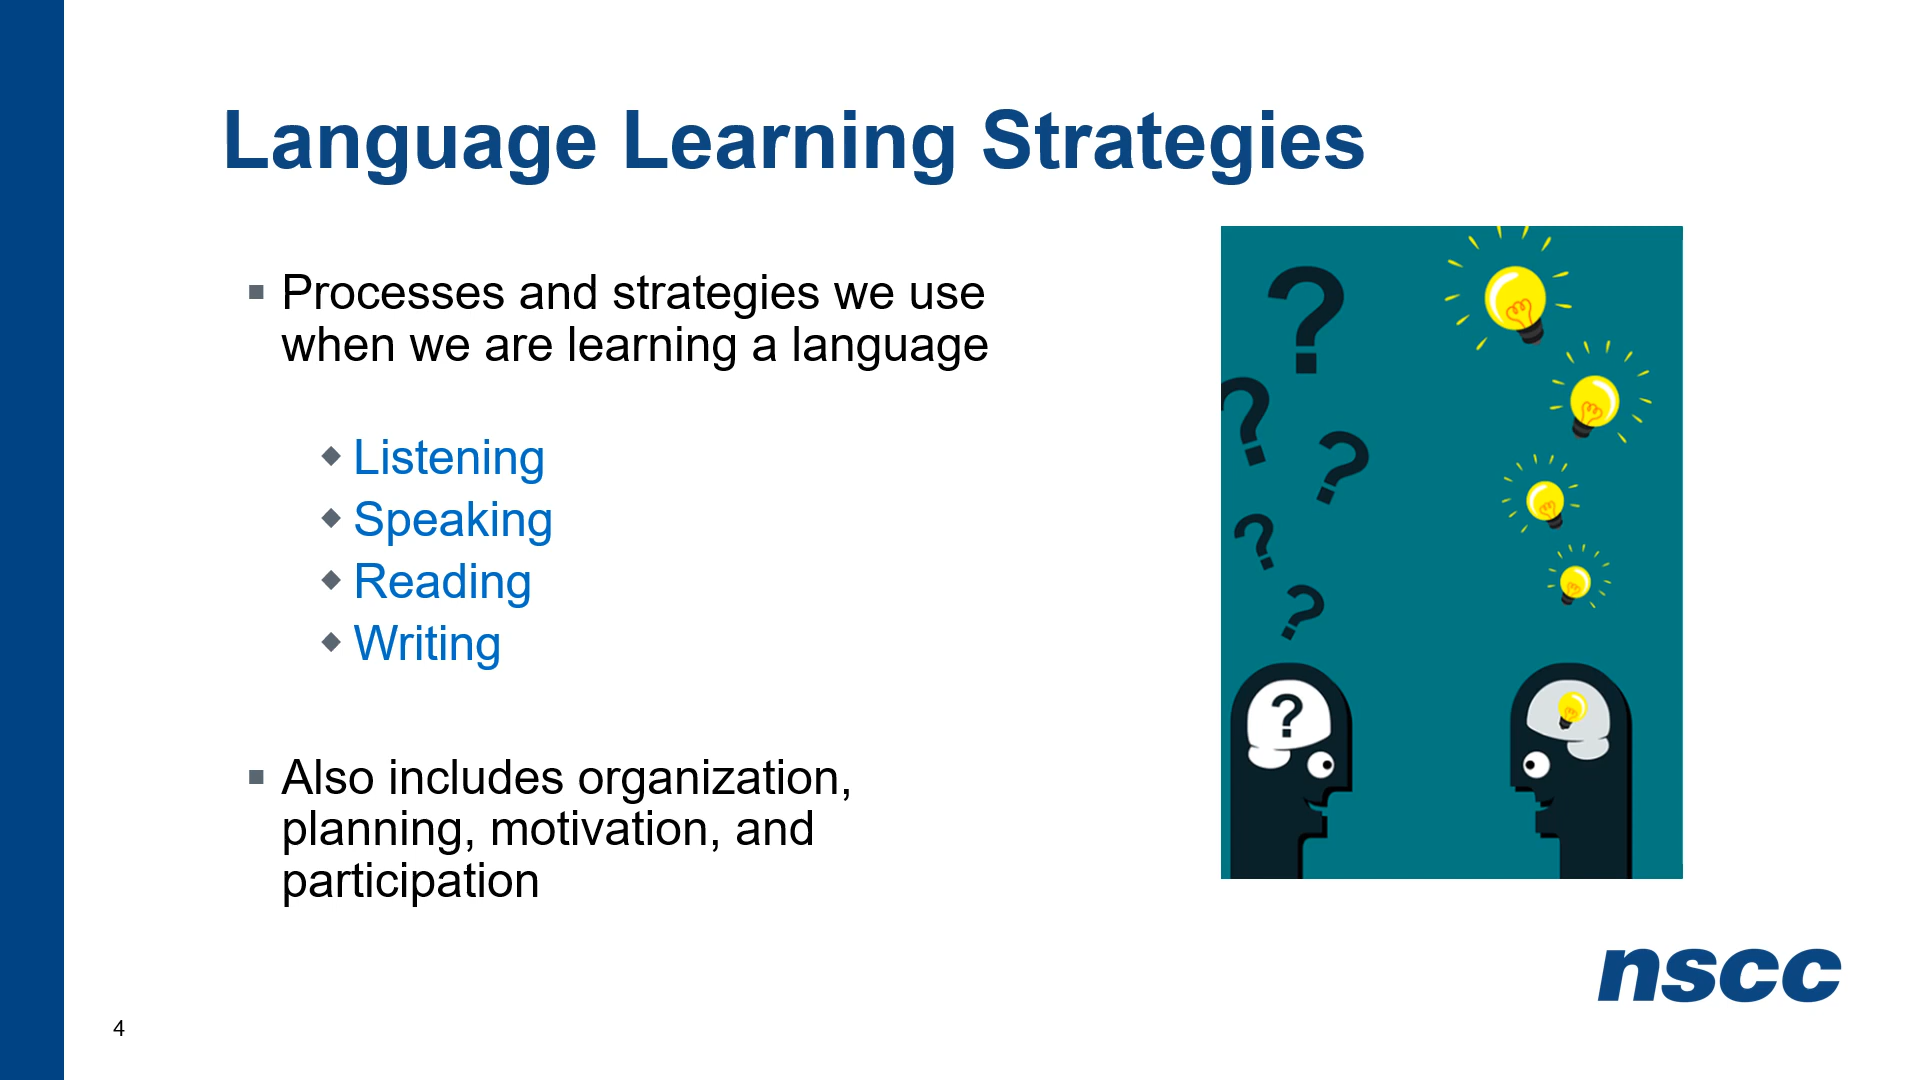 Language Learning Strategies
Processes and strategies we use
when we are learning a language
Listening
Speaking
Reading
Writing
Also includes organization,
planning, motivation, and
participation
?
?
?
?
?
?
nscc
4